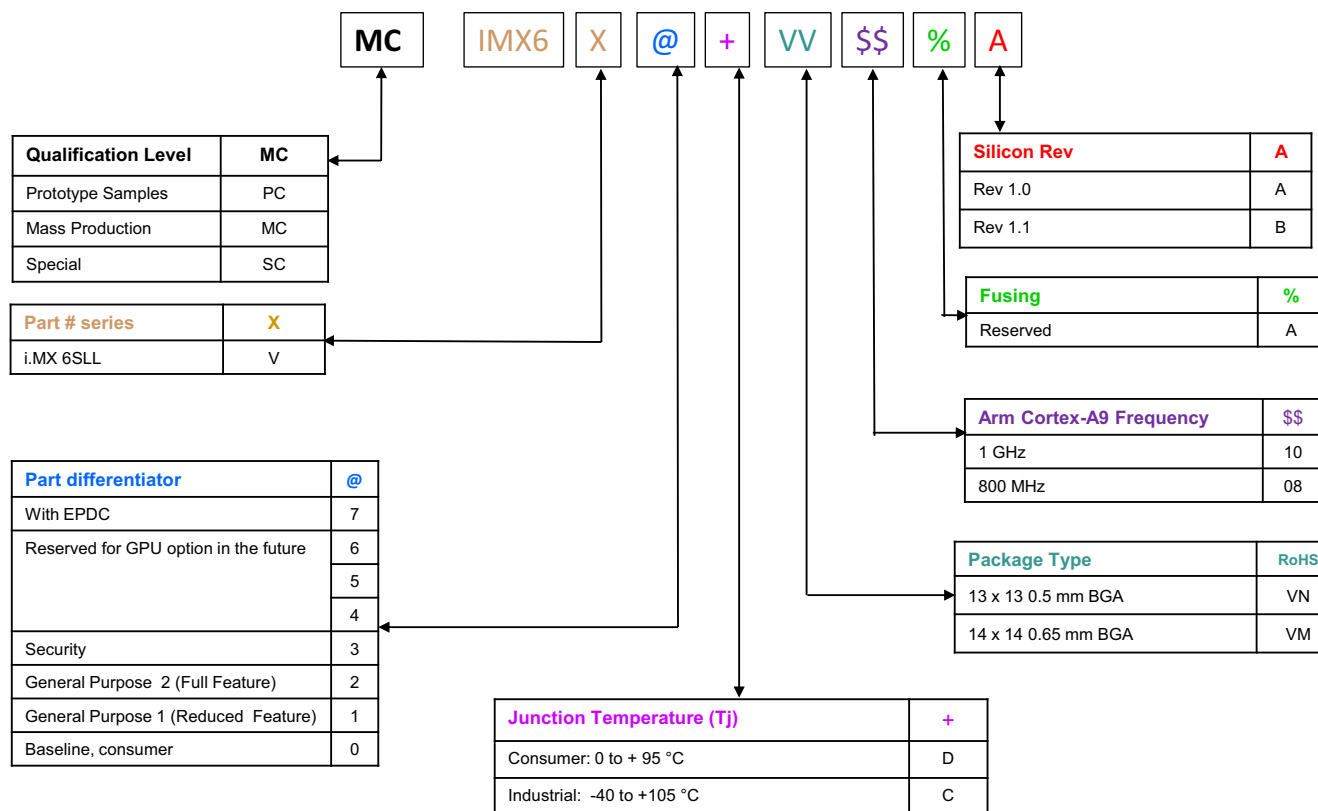 MC IMX6 X @ + VV $$ % A
Qualification Level MC
Prototype Samples PC
Mass Production MC
Special SC
Part # series X
i.MX 6SLL V
Part differentiator @
With EPDC 7
Reserved for GPU option in the future 6
5
4
Security 3
General Purpose 2 (Full Feature) 2
General Purpose 1 (Reduced Feature) 1
Baseline, consumer 0
Junction Temperature (Tj) +
Consumer: 0 to + 95 °C D
Industrial: -40 to +105 °C C
Silicon Rev A
Rev 1.0 A
Rev 1.1 B
Fusing %
Reserved A
Arm Cortex-A9 Frequency $$
1 GHz 10
800 MHz 08
Package Type RoHS
13 x 13 0.5 mm BGA VN
14 x 14 0.65 mm BGA VM